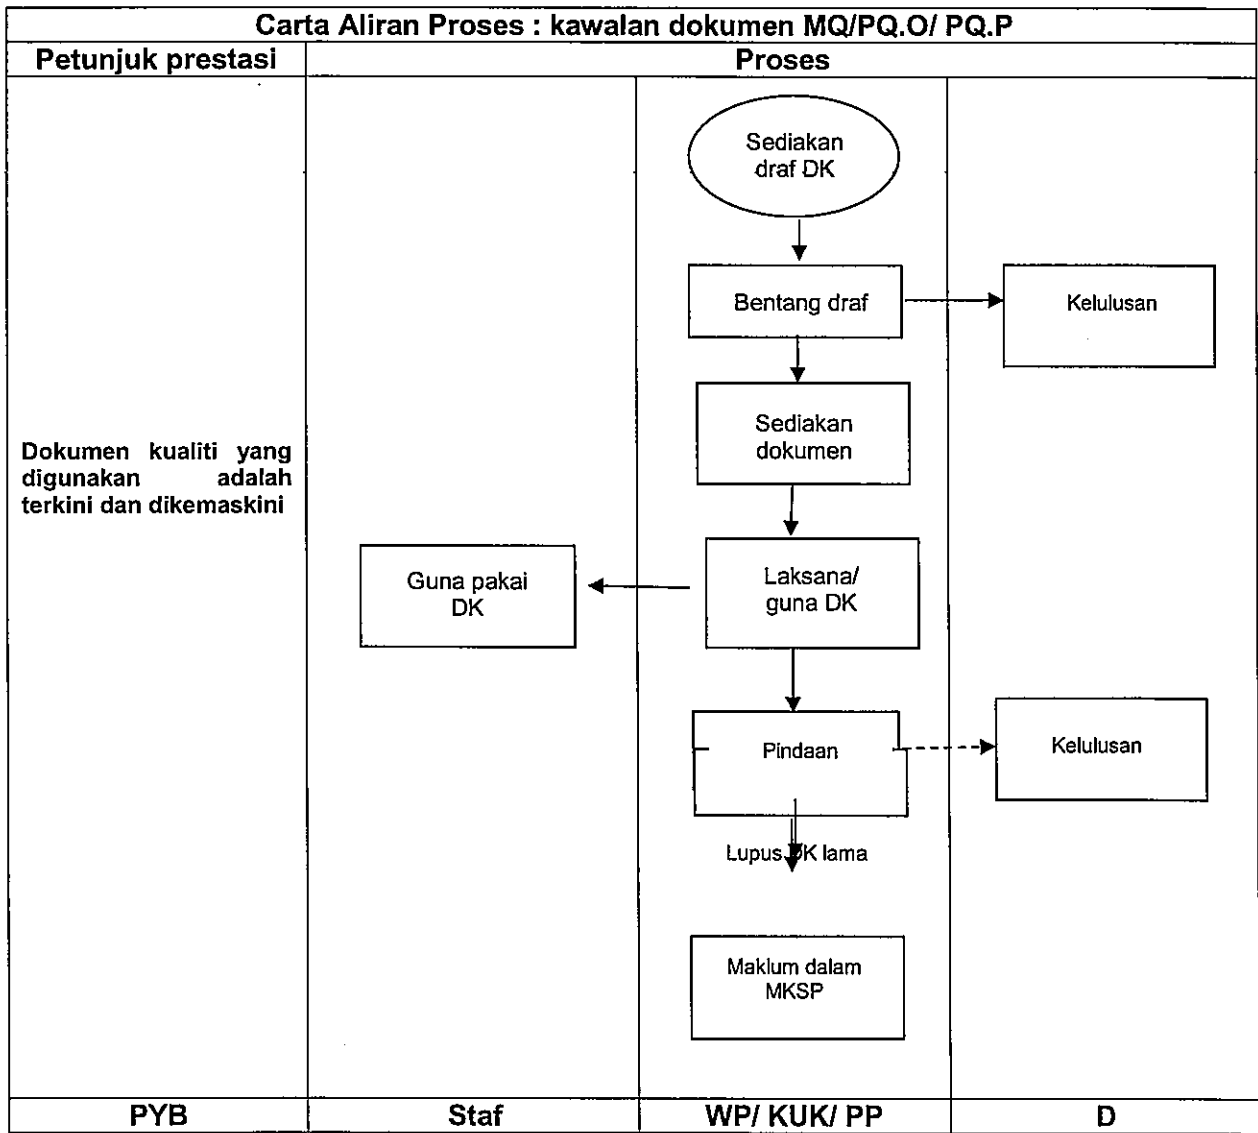 Carta Aliran Proses : kawalan dokumen MQ/PQ.O/ PQ.P
Petunjuk prestasi
Proses
Sediakan
draf DK
Bentang draf
Kelulusan
Sediakan
dokumen
Dokumen kualiti yang
digunakan adalah
terkini dan dikemaskini
Guna pakai
DK
Laksana/
guna DK
Pindaan
Kelulusan
Lupus DK lama
Maklum dalam
MKSP
PYB
Staf
WP/ KUK/ PP
D